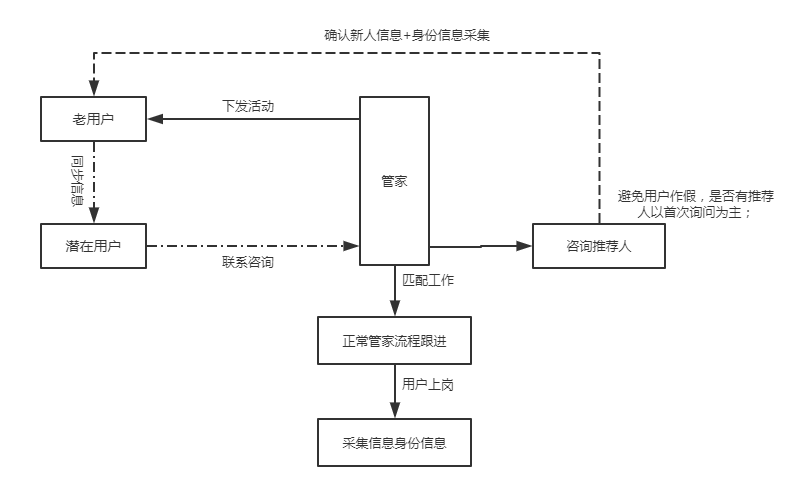 确认新人信息+身份信息采集
老用户
下发活动
管家
同步信息
避免用户作假，是否有推荐
人以首次询问为主；
潜在用户
联系咨询
咨询推荐人
匹配工作
正常管家流程跟进
用户上岗
采集信息身份信息